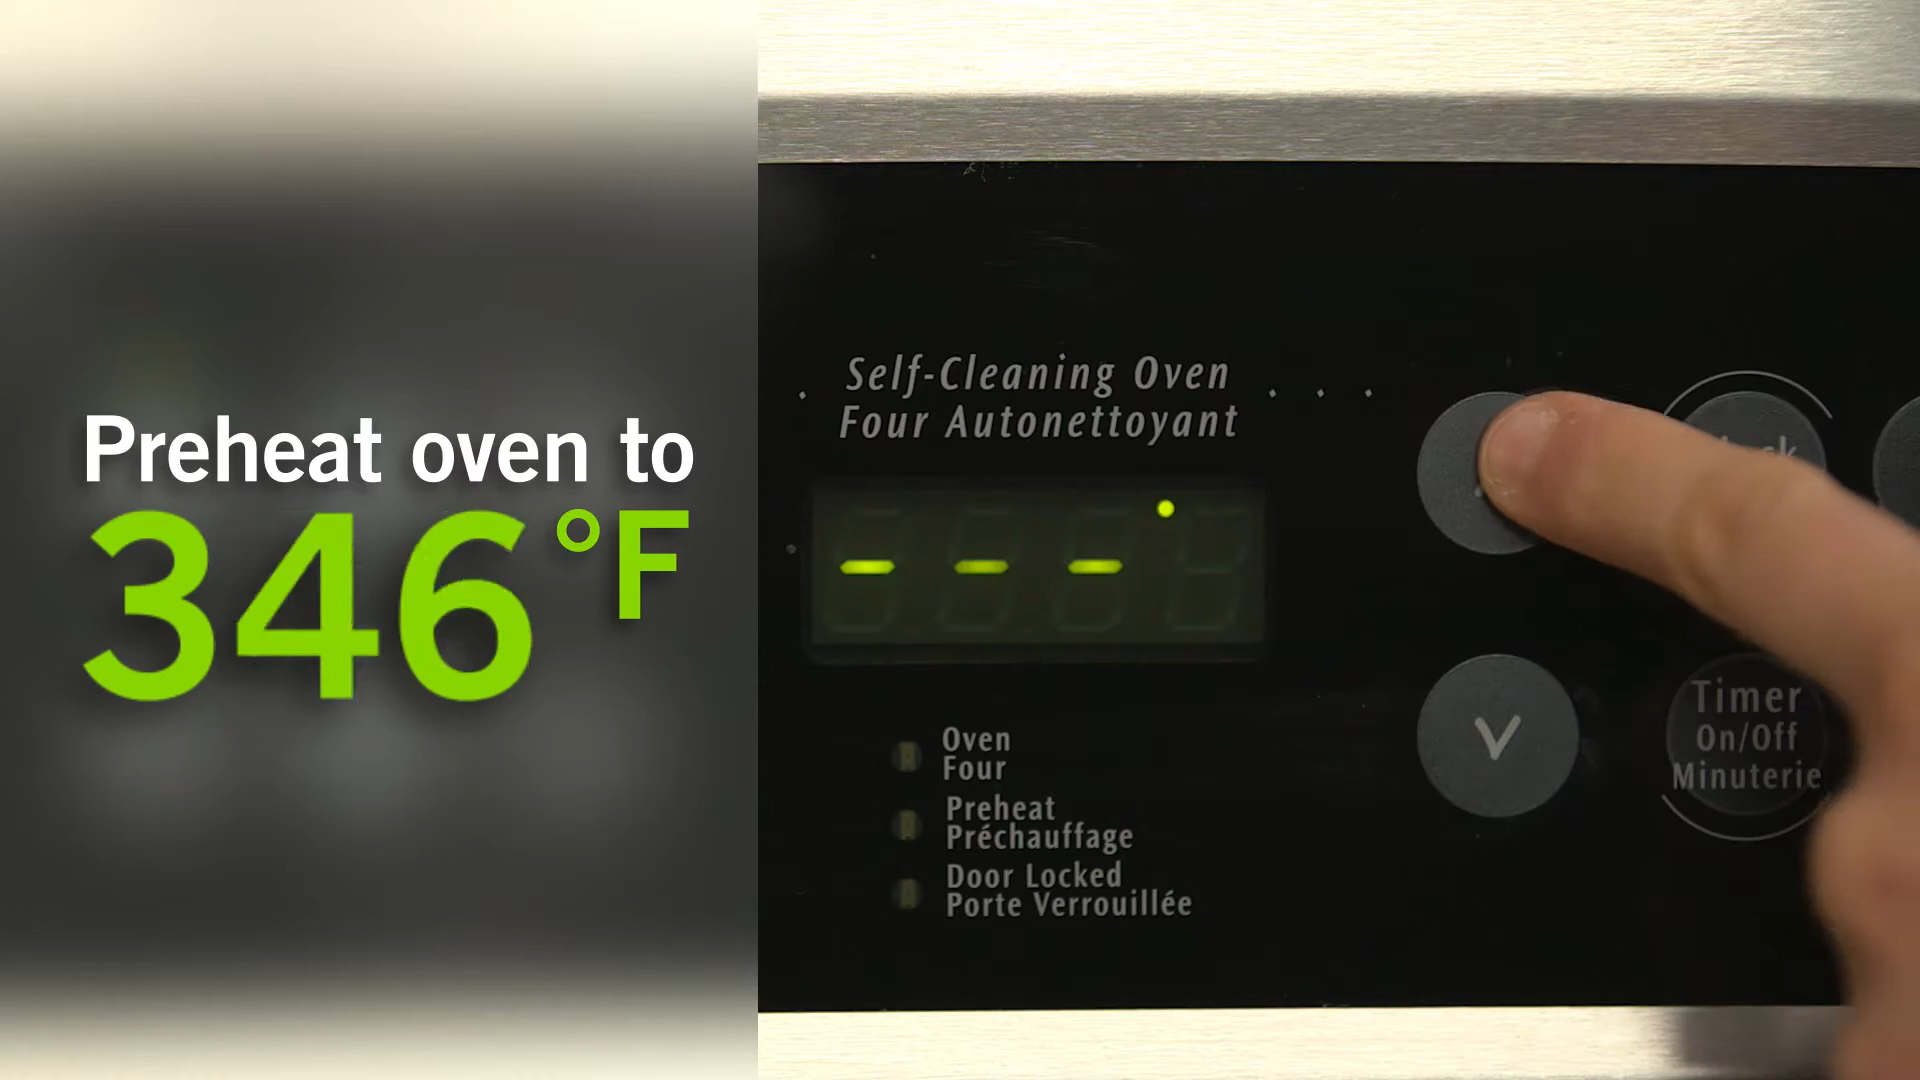 Preheat oven to
346°F
Self-Cleaning Oven
Four Autonettoyant
- - -
Oven
Four
Preheat
Préchauffage
Door Locked
Porte Verrouillée
Timer
On/Off
Minuterie